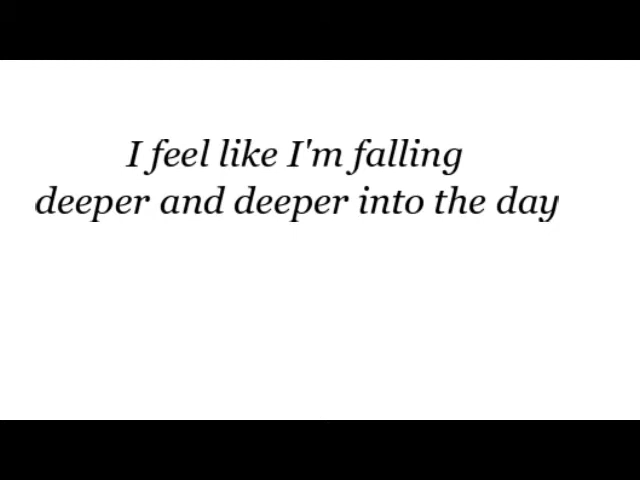 I feel like I'm falling
deeper and deeper into the day